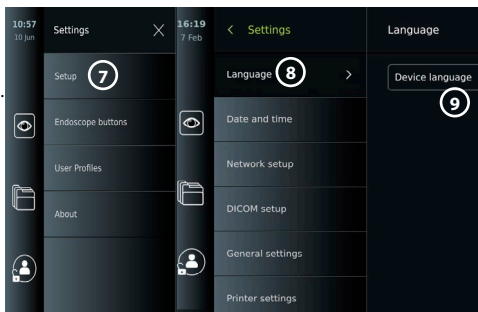 10:57
10 Jun
Settings
Setup
7
Endoscope buttons
User Profiles
About
16:19
7 Feb
Settings
Language
8
Date and time
Network setup
DICOM setup
General settings
Printer settings
Language
Device language
9